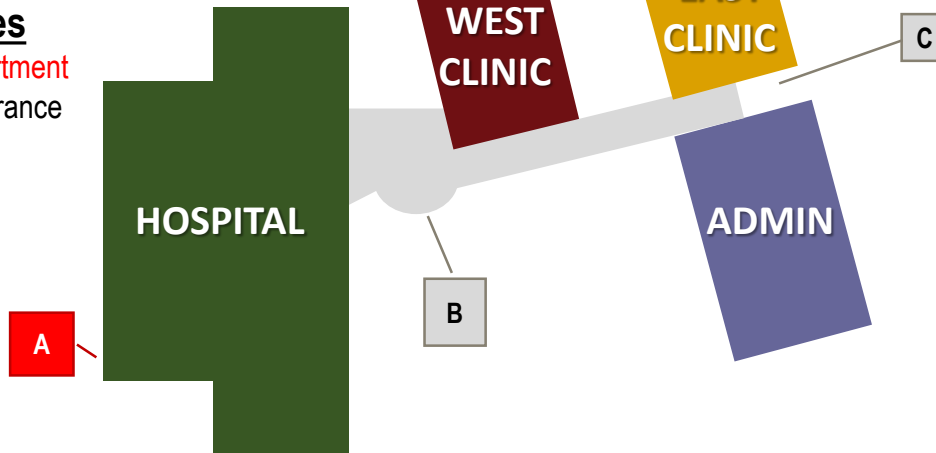 es
rtment
rance
WEST
CLINIC
CLINIC
C
HOSPITAL
ADMIN
B
A